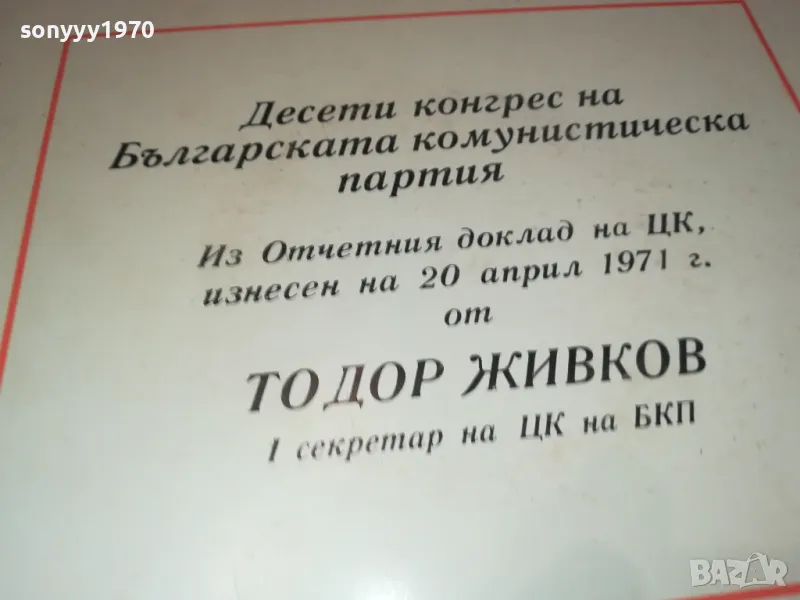 sonyyy1970
Десети конгрес на
Българската комунистическа
партия
Из Отчетния доклад на ЦК,
изнесен на 20 април 1971 г.
от
ТОДОР ЖИВКОВ
I секретар на ЦК на БКП
BAZAR